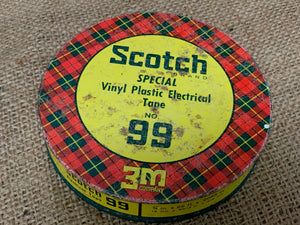 Scotch
BRAND
SPECIAL
Vinyl Plastic Electrical
Tape
NO.
99
3M
COMPANY
SCOTCH
99